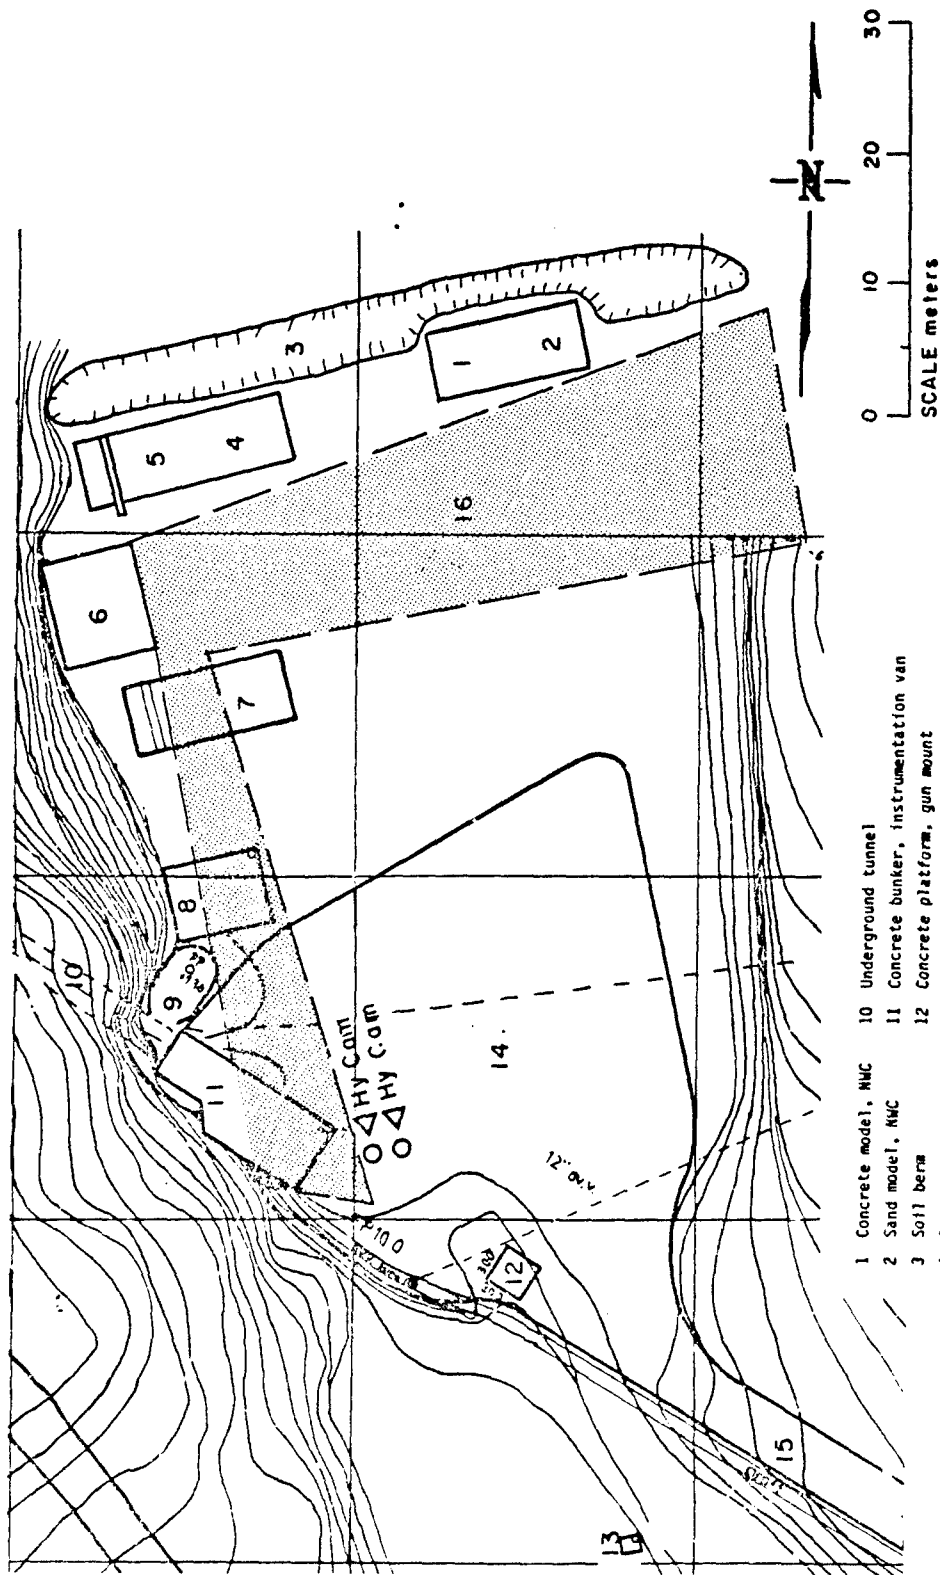 1
2
3
4
5
6
7
8
9
10
11
12
13
14.
15
16
Hy Cam
Hy Cam
N
0 10 20 30
SCALE meters
1 Concrete model, NWC
2 Sand model, NWC
3 Soil berm
10 Underground tunnel
11 Concrete bunker, instrumentation van
12 Concrete platform, gun mount